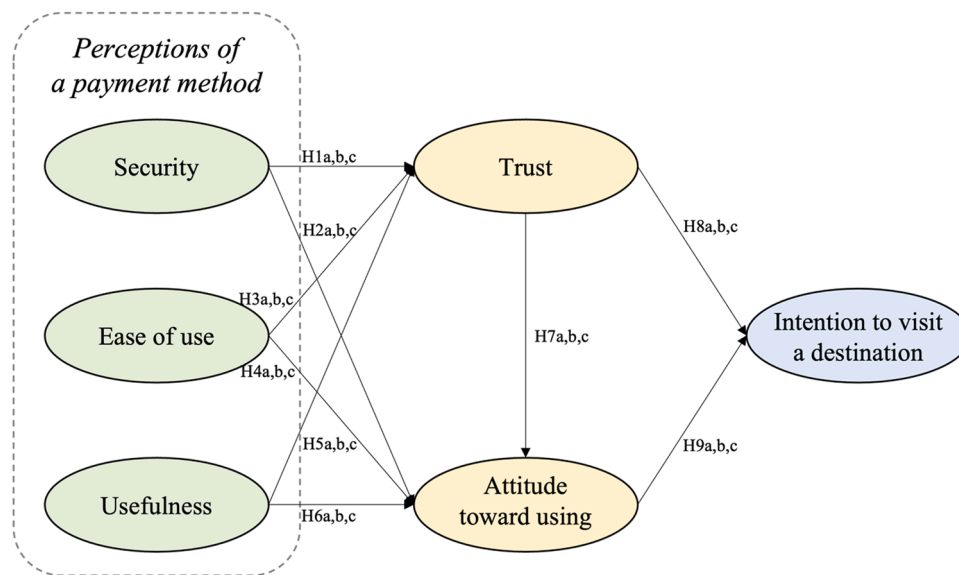 Perceptions of
a payment method
Security
H1a,b,c
Trust
H2a,b,c
H8a,b,c
H3a,b,c
Ease of use
H4a,b,c
H7a,b,c
Intention to visit
a destination
H5a,b,c
H9a,b,c
Usefulness
H6a,b,c
Attitude
toward using